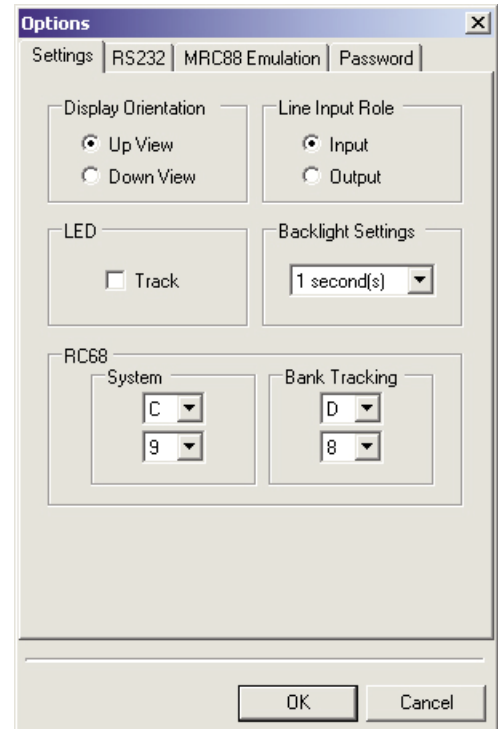 Options
Settings RS232 MRC88 Emulation Password
Display Orientation
Up View
Down View
Line Input Role
Input
Output
LED
Track
Backlight Settings
1 second(s)
RC68
System
C
9
Bank Tracking
D
8
OK Cancel